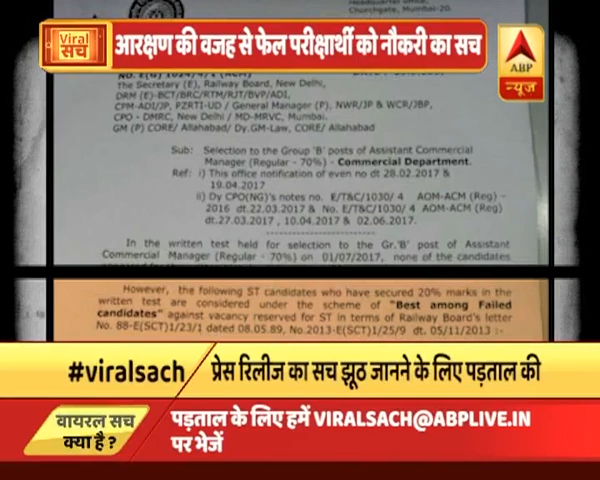 Headquarter Office,
Churchgate, Mumbai-20.
Viral
सच
आरक्षण की वजह से फेल परीक्षार्थी को नौकरी का सच
ABP
न्यूज़
The Secretary (E), Railway Board, New Delhi,
DRM (E)-BCT/BRC/RTM/RJT/BVP/ADI,
CPM-ADI/JP, PZRTI-UD / General Manager (P), NWR/JP & WCR/JBP,
CPO - DMRC, New Delhi / MD-MRVC, Mumbai.
GM (P) CORE/ Allahabad/ Dy.GM-Law, CORE/ Allahabad
Sub: Selection to the Group 'B' posts of Assistant Commercial
Manager (Regular - 70%) - Commercial Department.
Ref: i) This office notification of even no dt 28.02.2017 &
19.04.2017
ii) Dy CPO(NG)'s notes no. E/T&C/1030/ 4 AOM-ACM (Reg) -
2016 dt.22.03.2017 & No. E/T&C/1030/ 4 AOM-ACM (Reg)
dt.27.03.2017 , 10.04.2017 & 02.06.2017.
In the written test held for selection to the Gr.'B' post of Assistant
Commercial Manager (Regular - 70%) on 01/07/2017, none of the candidates
However, the following ST candidates who have secured 20% marks in the
written test are considered under the scheme of "Best among Failed
candidates" against vacancy reserved for ST in terms of Railway Board's letter
No. 88-E(SCT)1/23/1 dated 08.05.89, No.2013-E(SCT)1/25/9 dt. 05/11/2013 :-
#viralsach
प्रेस रिलीज का सच झूठ जानने के लिए पड़ताल की
वायरल सच
क्या है ?
पड़ताल के लिए हमें VIRALSACH@ABPLIVE.IN
पर भेजें